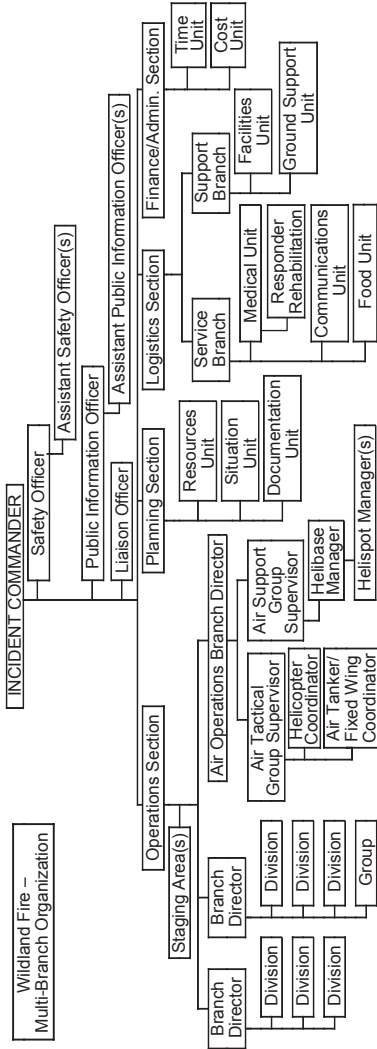 Wildland Fire –
Multi-Branch Organization
INCIDENT COMMANDER
Safety Officer
Assistant Safety Officer(s)
Public Information Officer
Assistant Public Information Officer(s)
Liaison Officer
Operations Section
Planning Section
Logistics Section
Finance/Admin. Section
Staging Area(s)
Branch
Director
Division
Division
Division
Branch
Director
Division
Division
Division
Group
Air Operations Branch Director
Air Tactical
Group Supervisor
Helicopter
Coordinator
Air Tanker/
Fixed Wing
Coordinator
Air Support
Group
Supervisor
Helibase
Manager
Helispot Manager(s)
Resources
Unit
Situation
Unit
Documentation
Unit
Service
Branch
Medical Unit
Responder
Rehabilitation
Communications
Unit
Food Unit
Support
Branch
Facilities
Unit
Ground Support
Unit
Time
Unit
Cost
Unit